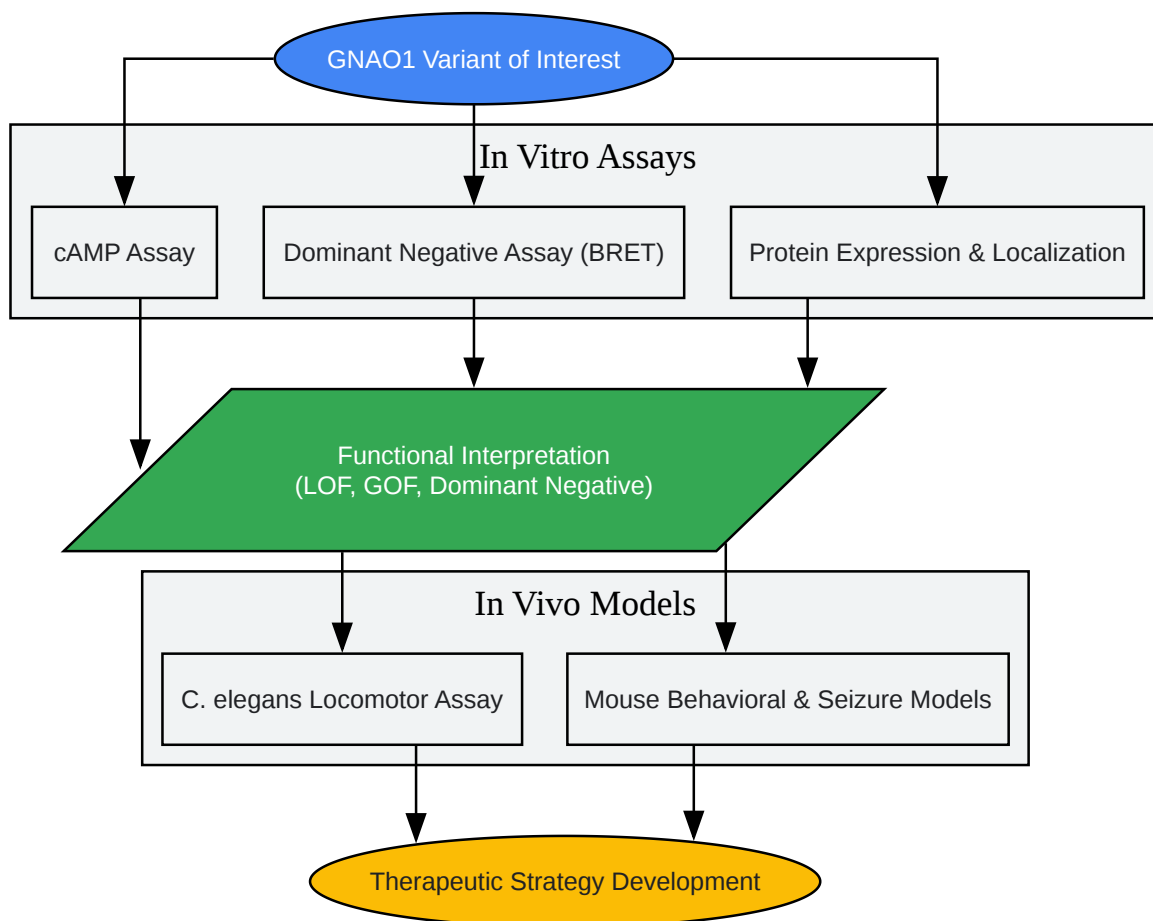 GNAO1 Variant of Interest
In Vitro Assays
cAMP Assay
Dominant Negative Assay (BRET)
Protein Expression & Localization
Functional Interpretation
(LOF, GOF, Dominant Negative)
In Vivo Models
C. elegans Locomotor Assay
Mouse Behavioral & Seizure Models
Therapeutic Strategy Development